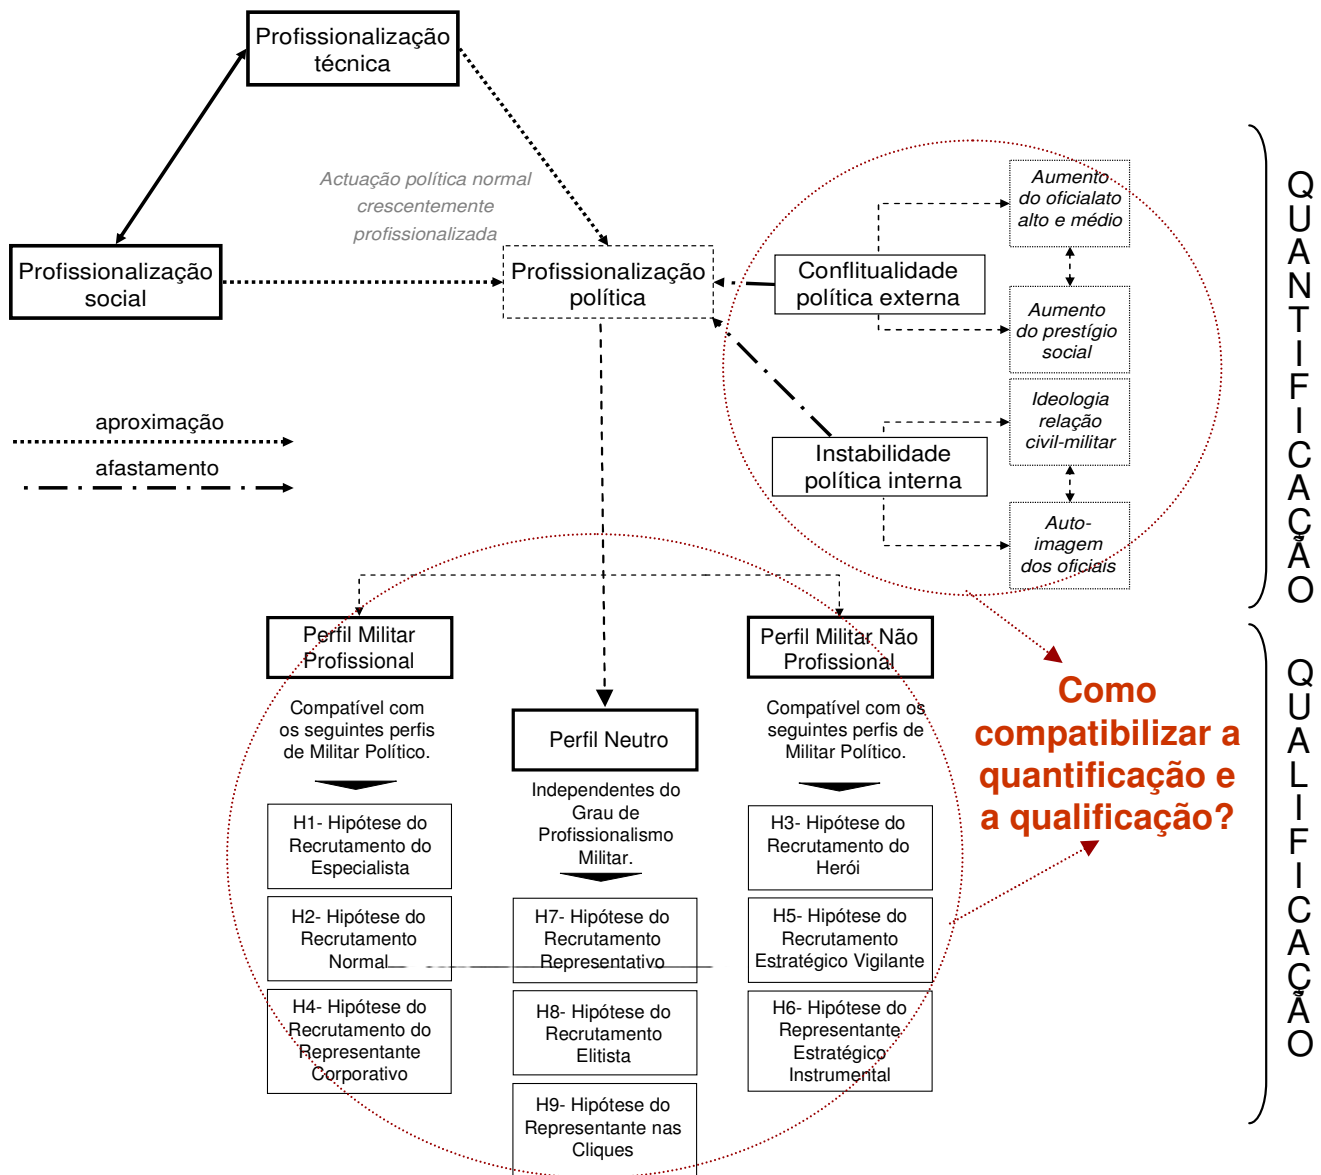 Profissionalização
técnica
Actuação política normal
crescentemente
profissionalizada
Profissionalização
social
Profissionalização
política
Conflitualidade
política externa
Instabilidade
política interna
Aumento
do oficialato
alto e médio
Aumento
do prestígio
social
Ideologia
relação
civil-militar
Auto-
imagem
dos oficiais
QUANTIFICAÇÃO
aproximação
afastamento
Perfil Militar
Profissional
Compatível com
os seguintes perfis
de Militar Político.
H1- Hipótese do
Recrutamento do
Especialista
H2- Hipótese do
Recrutamento
Normal
H4- Hipótese do
Recrutamento do
Representante
Corporativo
Perfil Neutro
Independentes do
Grau de
Profissionalismo
Militar.
H7- Hipótese do
Recrutamento
Representativo
H8- Hipótese do
Recrutamento
Elitista
H9- Hipótese do
Representante nas
Cliques
Perfil Militar Não
Profissional
Compatível com os
seguintes perfis de
Militar Político.
H3- Hipótese do
Recrutamento do
Herói
H5- Hipótese do
Recrutamento
Estratégico Vigilante
H6- Hipótese do
Representante
Estratégico
Instrumental
Como
compatibilizar a
quantificação e
a qualificação?
QUALIFICAÇÃO